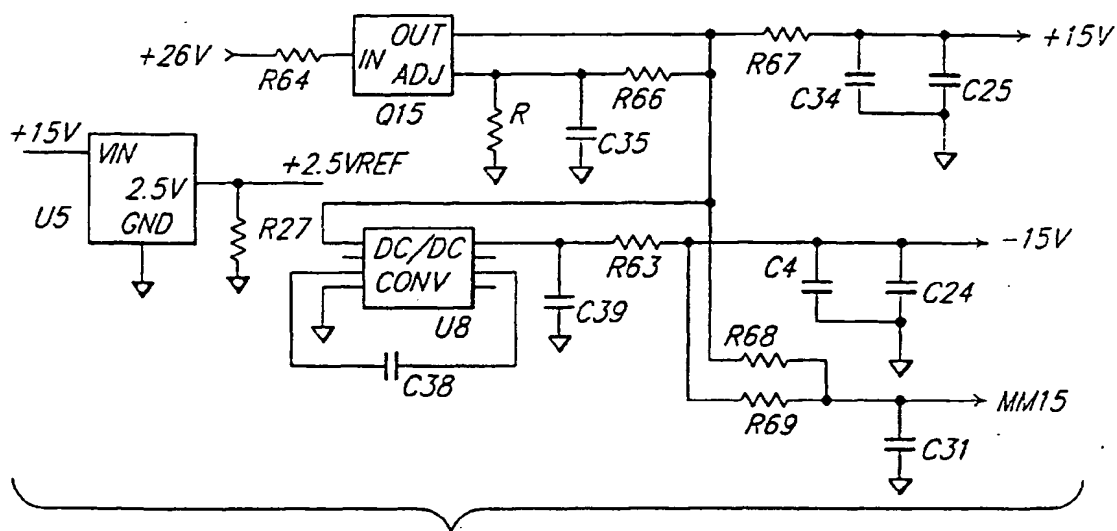 +26V
R64
OUT
IN
ADJ
Q15
R
C35
R66
R67
C34
C25
+15V
+15V
VIN
2.5V
GND
U5
+2.5VREF
R27
DC/DC
CONV
U8
C38
C39
R63
C4
C24
-15V
R68
R69
MM15
C31